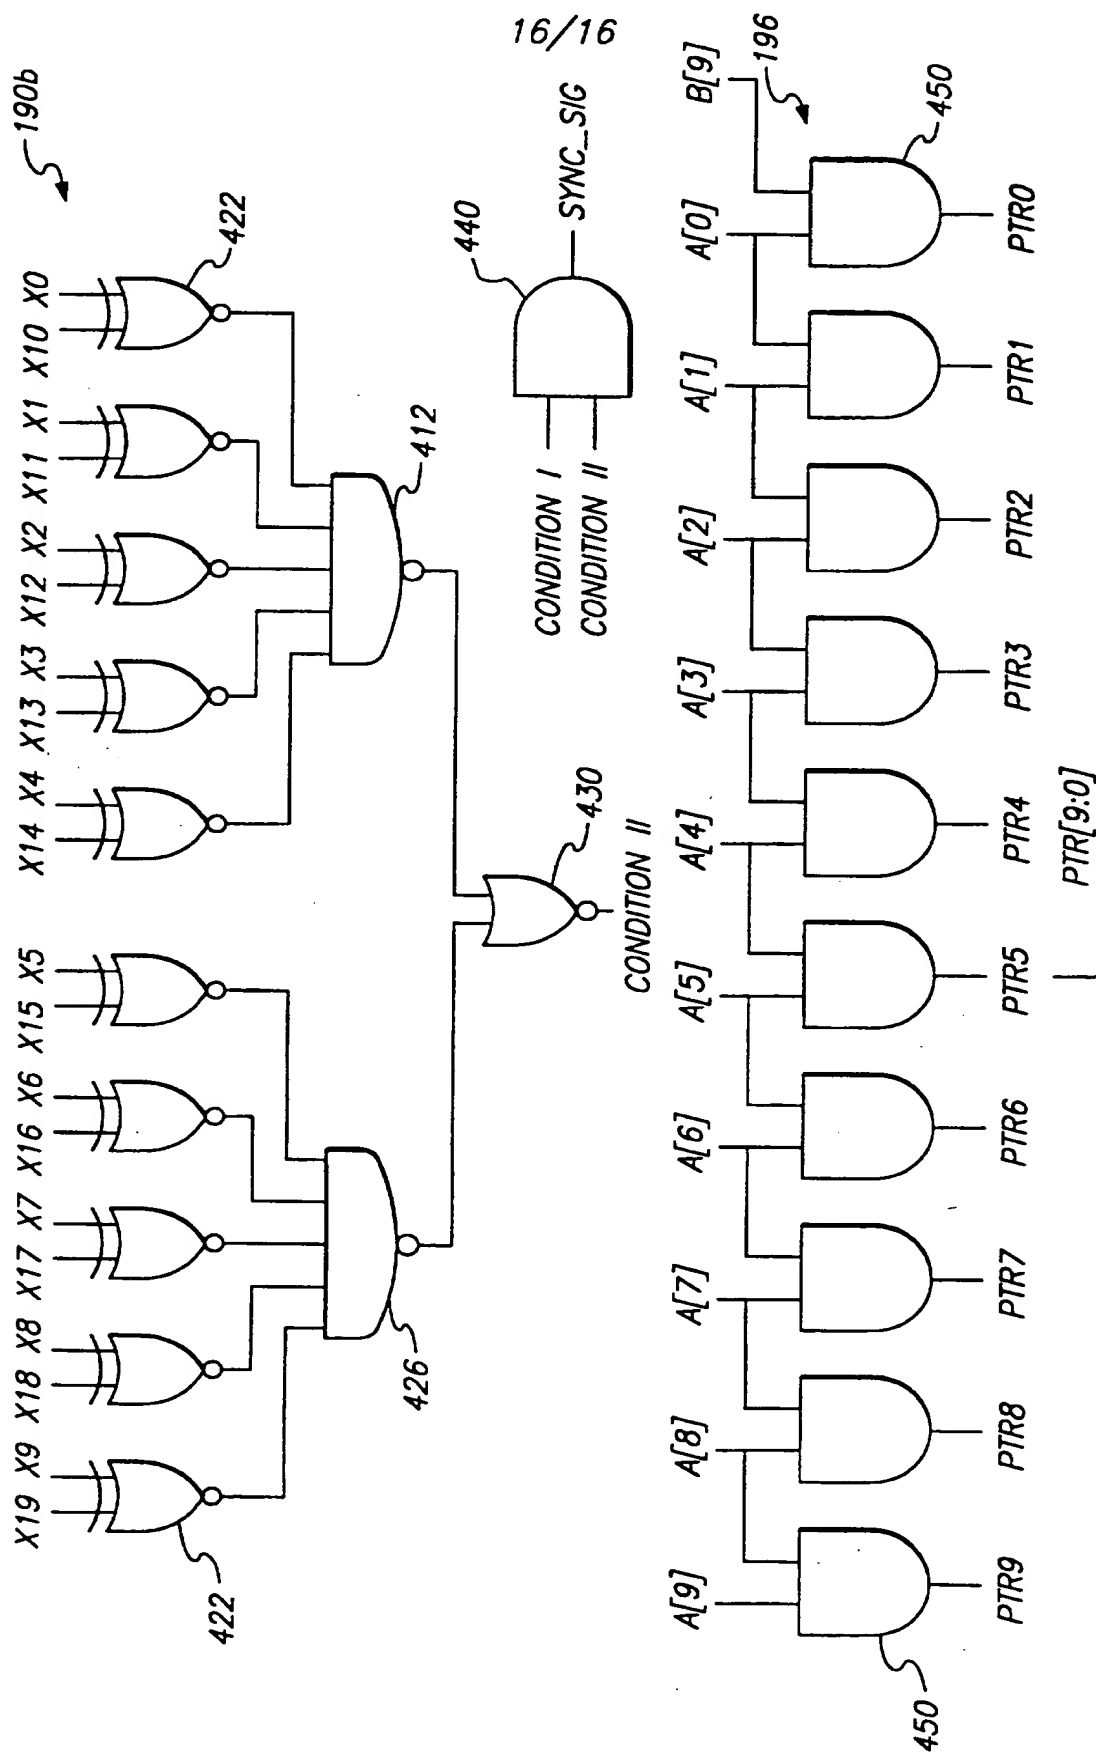 16/16
190b
X19 X9 X18 X8 X17 X7 X16 X6 X15 X5 X14 X4 X13 X3 X12 X2 X11 X1 X10 X0
422
422
426
412
430
CONDITION II
440
CONDITION I
CONDITION II
SYNC_SIG
196
A[9] A[8] A[7] A[6] A[5] A[4] A[3] A[2] A[1] A[0] B[9]
450
450
PTR9 PTR8 PTR7 PTR6 PTR5 PTR4 PTR3 PTR2 PTR1 PTR0
PTR[9:0]